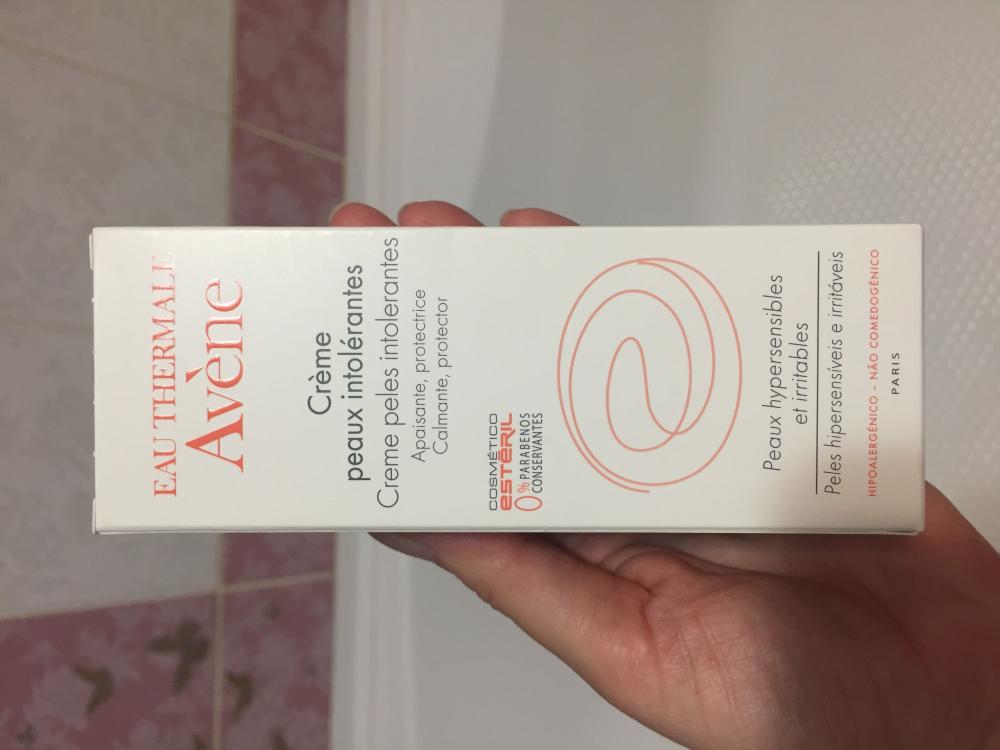 EAU THERMALE
Avène
Crème
peaux intolérantes
Creme peles intolerantes
Apaisante, protectrice
Calmante, protector
COSMÉTICO
estéril
0% PARABENOS
CONSERVANTES
Peaux hypersensibles
et irritables
Peles hipersensíveis e irritáveis
HIPOALERGÉNICO - NÃO COMEDOGÉNICO
PARIS